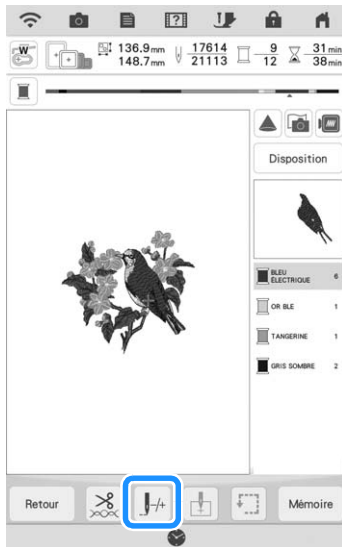 W
136.9mm 17614 9 31 min
148.7mm 21113 12 38 min
Disposition
BLEU
ÉLECTRIQUE 6
OR BLE 1
TANGERINE 1
GRIS SOMBRE 2
Retour -/+ Mémoire